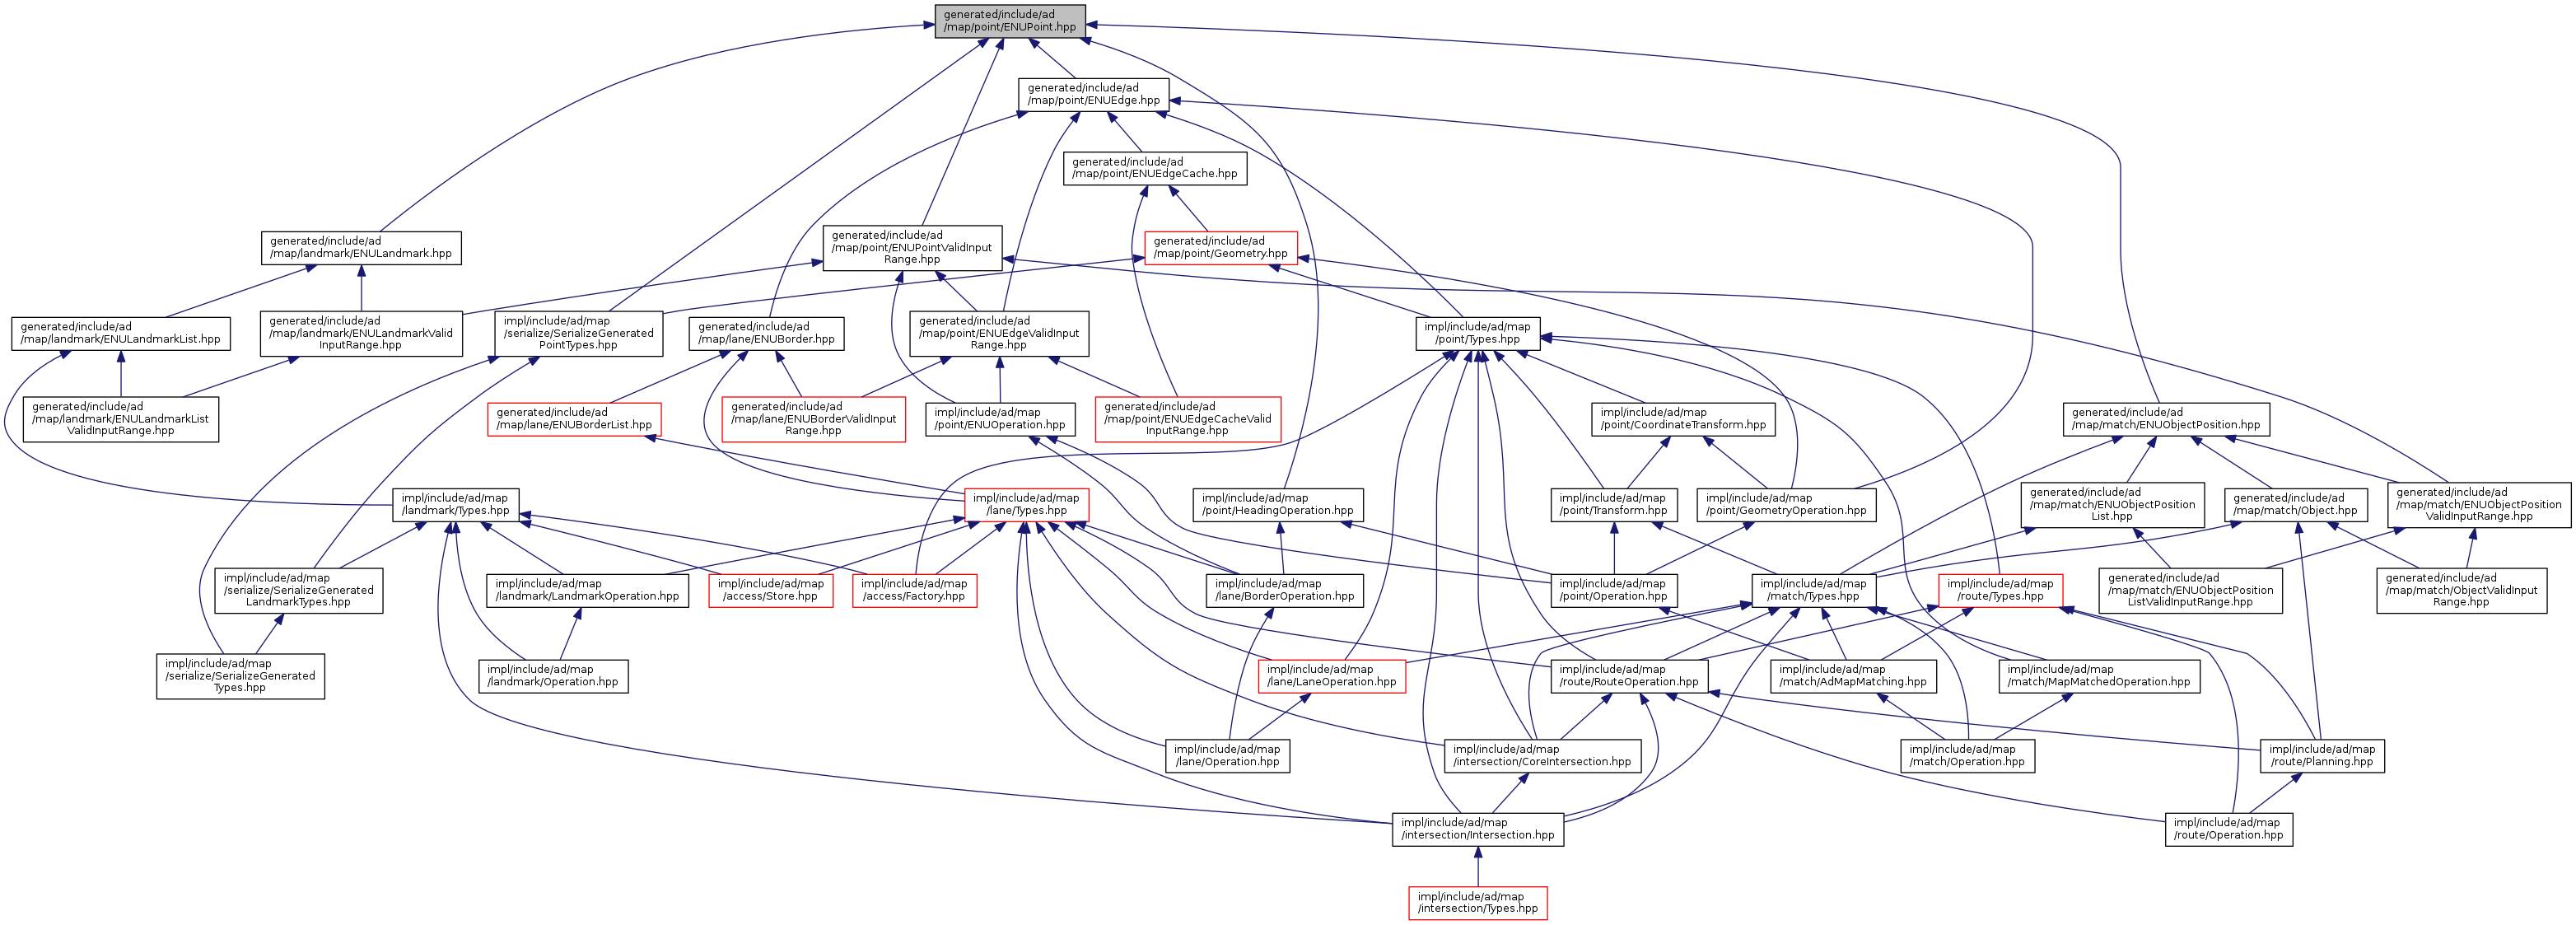 generated/include/ad
/map/point/ENUPoint.hpp
generated/include/ad
/map/point/ENUEdge.hpp
generated/include/ad
/map/point/ENUEdgeCache.hpp
generated/include/ad
/map/landmark/ENULandmark.hpp
generated/include/ad
/map/point/ENUPointValidInput
Range.hpp
generated/include/ad
/map/point/Geometry.hpp
generated/include/ad
/map/landmark/ENULandmarkList.hpp
generated/include/ad
/map/landmark/ENULandmarkValid
InputRange.hpp
impl/include/ad/map
/serialize/SerializeGenerated
PointTypes.hpp
generated/include/ad
/map/lane/ENUBorder.hpp
generated/include/ad
/map/point/ENUEdgeValidInput
Range.hpp
impl/include/ad/map
/point/Types.hpp
generated/include/ad
/map/landmark/ENULandmarkList
ValidInputRange.hpp
generated/include/ad
/map/lane/ENUBorderList.hpp
generated/include/ad
/map/lane/ENUBorderValidInput
Range.hpp
impl/include/ad/map
/point/ENUOperation.hpp
generated/include/ad
/map/point/ENUEdgeCacheValid
InputRange.hpp
impl/include/ad/map
/point/CoordinateTransform.hpp
generated/include/ad
/map/match/ENUObjectPosition.hpp
impl/include/ad/map
/landmark/Types.hpp
impl/include/ad/map
/lane/Types.hpp
impl/include/ad/map
/point/HeadingOperation.hpp
impl/include/ad/map
/point/Transform.hpp
impl/include/ad/map
/point/GeometryOperation.hpp
generated/include/ad
/map/match/ENUObjectPosition
List.hpp
generated/include/ad
/map/match/Object.hpp
generated/include/ad
/map/match/ENUObjectPosition
ValidInputRange.hpp
impl/include/ad/map
/serialize/SerializeGenerated
LandmarkTypes.hpp
impl/include/ad/map
/landmark/LandmarkOperation.hpp
impl/include/ad/map
/access/Store.hpp
impl/include/ad/map
/access/Factory.hpp
impl/include/ad/map
/lane/BorderOperation.hpp
impl/include/ad/map
/point/Operation.hpp
impl/include/ad/map
/match/Types.hpp
impl/include/ad/map
/route/Types.hpp
generated/include/ad
/map/match/ENUObjectPosition
ListValidInputRange.hpp
generated/include/ad
/map/match/ObjectValidInput
Range.hpp
impl/include/ad/map
/serialize/SerializeGenerated
Types.hpp
impl/include/ad/map
/landmark/Operation.hpp
impl/include/ad/map
/lane/LaneOperation.hpp
impl/include/ad/map
/route/RouteOperation.hpp
impl/include/ad/map
/match/AdMapMatching.hpp
impl/include/ad/map
/match/MapMatchedOperation.hpp
impl/include/ad/map
/lane/Operation.hpp
impl/include/ad/map
/intersection/CoreIntersection.hpp
impl/include/ad/map
/match/Operation.hpp
impl/include/ad/map
/route/Planning.hpp
impl/include/ad/map
/intersection/Intersection.hpp
impl/include/ad/map
/route/Operation.hpp
impl/include/ad/map
/intersection/Types.hpp